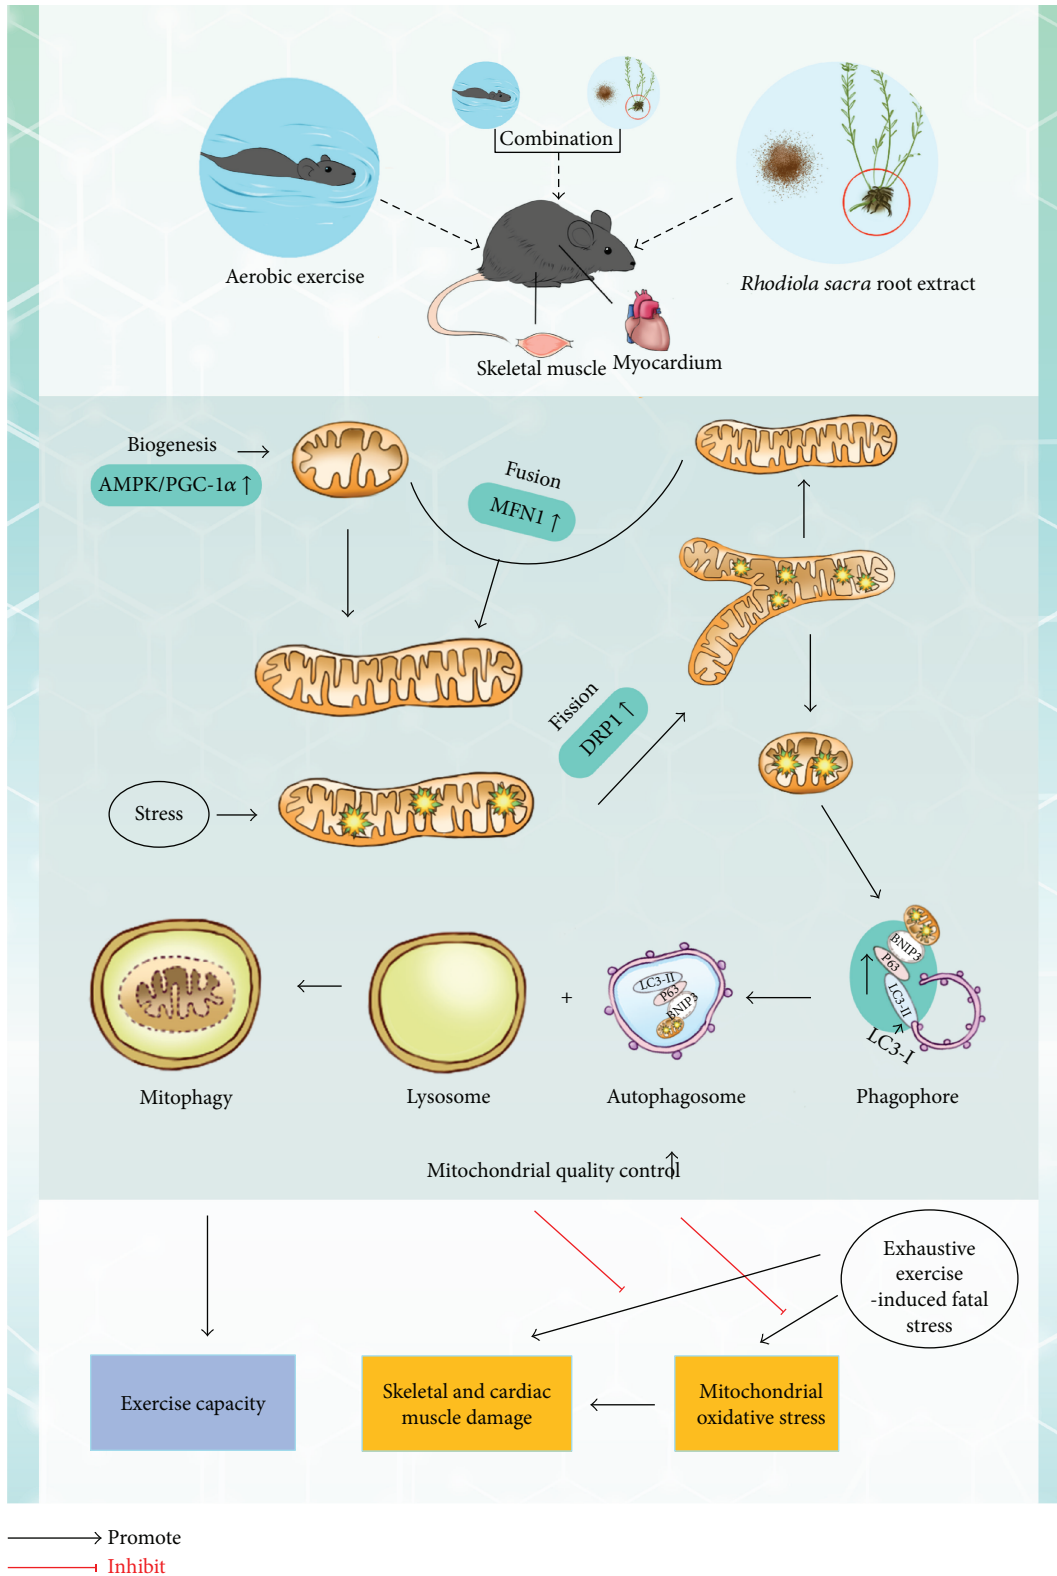 Combination
Aerobic exercise
Rhodiola sacra root extract
Skeletal muscle
Myocardium
Biogenesis
AMPK/PGC-1α ↑
Fusion
MFN1 ↑
Fission
DRP1 ↑
Stress
BNIP3
P63
LC3-II
LC3-I
LC3-II
P63
BNIP3
+
Mitophagy
Lysosome
Autophagosome
Phagophore
Mitochondrial quality control ↑
Exhaustive
exercise
-induced fatal
stress
Exercise capacity
Skeletal and cardiac
muscle damage
Mitochondrial
oxidative stress
Promote
Inhibit